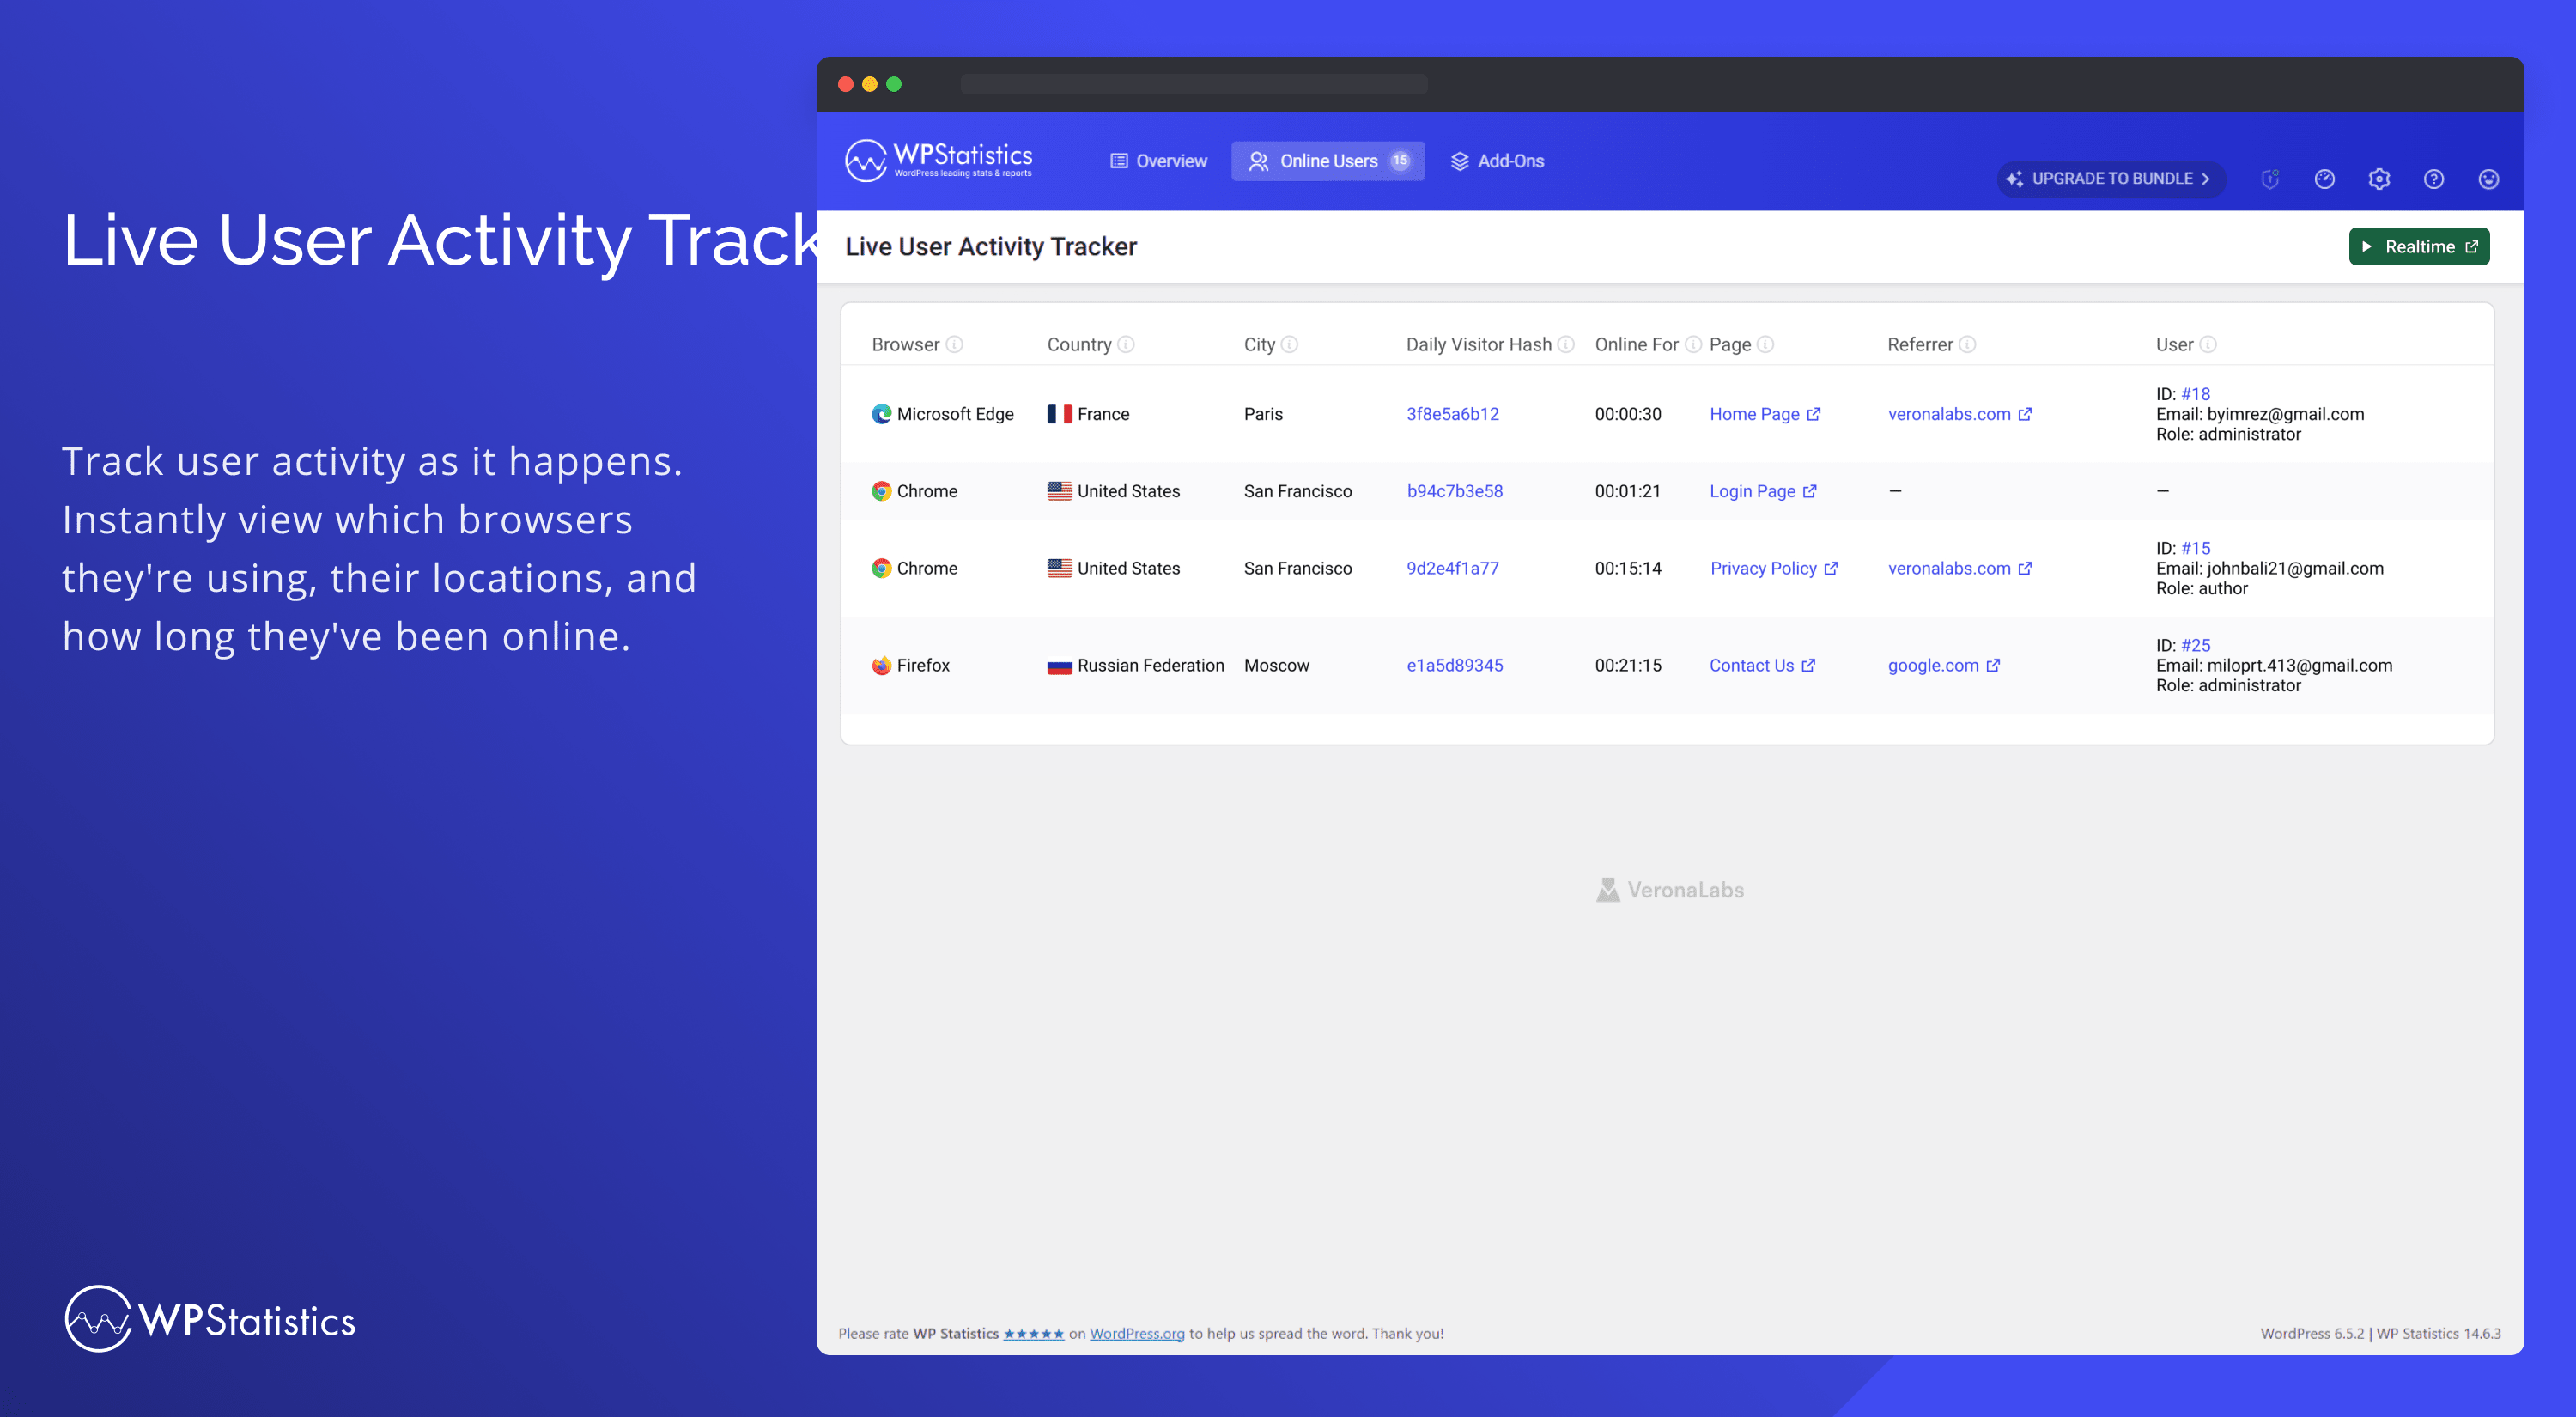 Live User Activity Track
Track user activity as it happens.
Instantly view which browsers
they're using, their locations, and
how long they've been online.
WPStatistics
WPStatistics
WordPress leading stats & reports
Overview
Online Users 15
Add-Ons
UPGRADE TO BUNDLE
Live User Activity Tracker
Realtime
Browser Country City Daily Visitor Hash Online For Page Referrer User
ID: #18
Microsoft Edge France Paris 3f8e5a6b12 00:00:30 Home Page veronalabs.com Email: byimrez@gmail.com
Role: administrator
Chrome United States San Francisco b94c7b3e58 00:01:21 Login Page — —
ID: #15
Chrome United States San Francisco 9d2e4f1a77 00:15:14 Privacy Policy veronalabs.com Email: johnbali21@gmail.com
Role: author
ID: #25
Firefox Russian Federation Moscow e1a5d89345 00:21:15 Contact Us google.com Email: miloprt.413@gmail.com
Role: administrator
VeronaLabs
Please rate WP Statistics ★★★★★ on WordPress.org to help us spread the word. Thank you!
WordPress 6.5.2 | WP Statistics 14.6.3